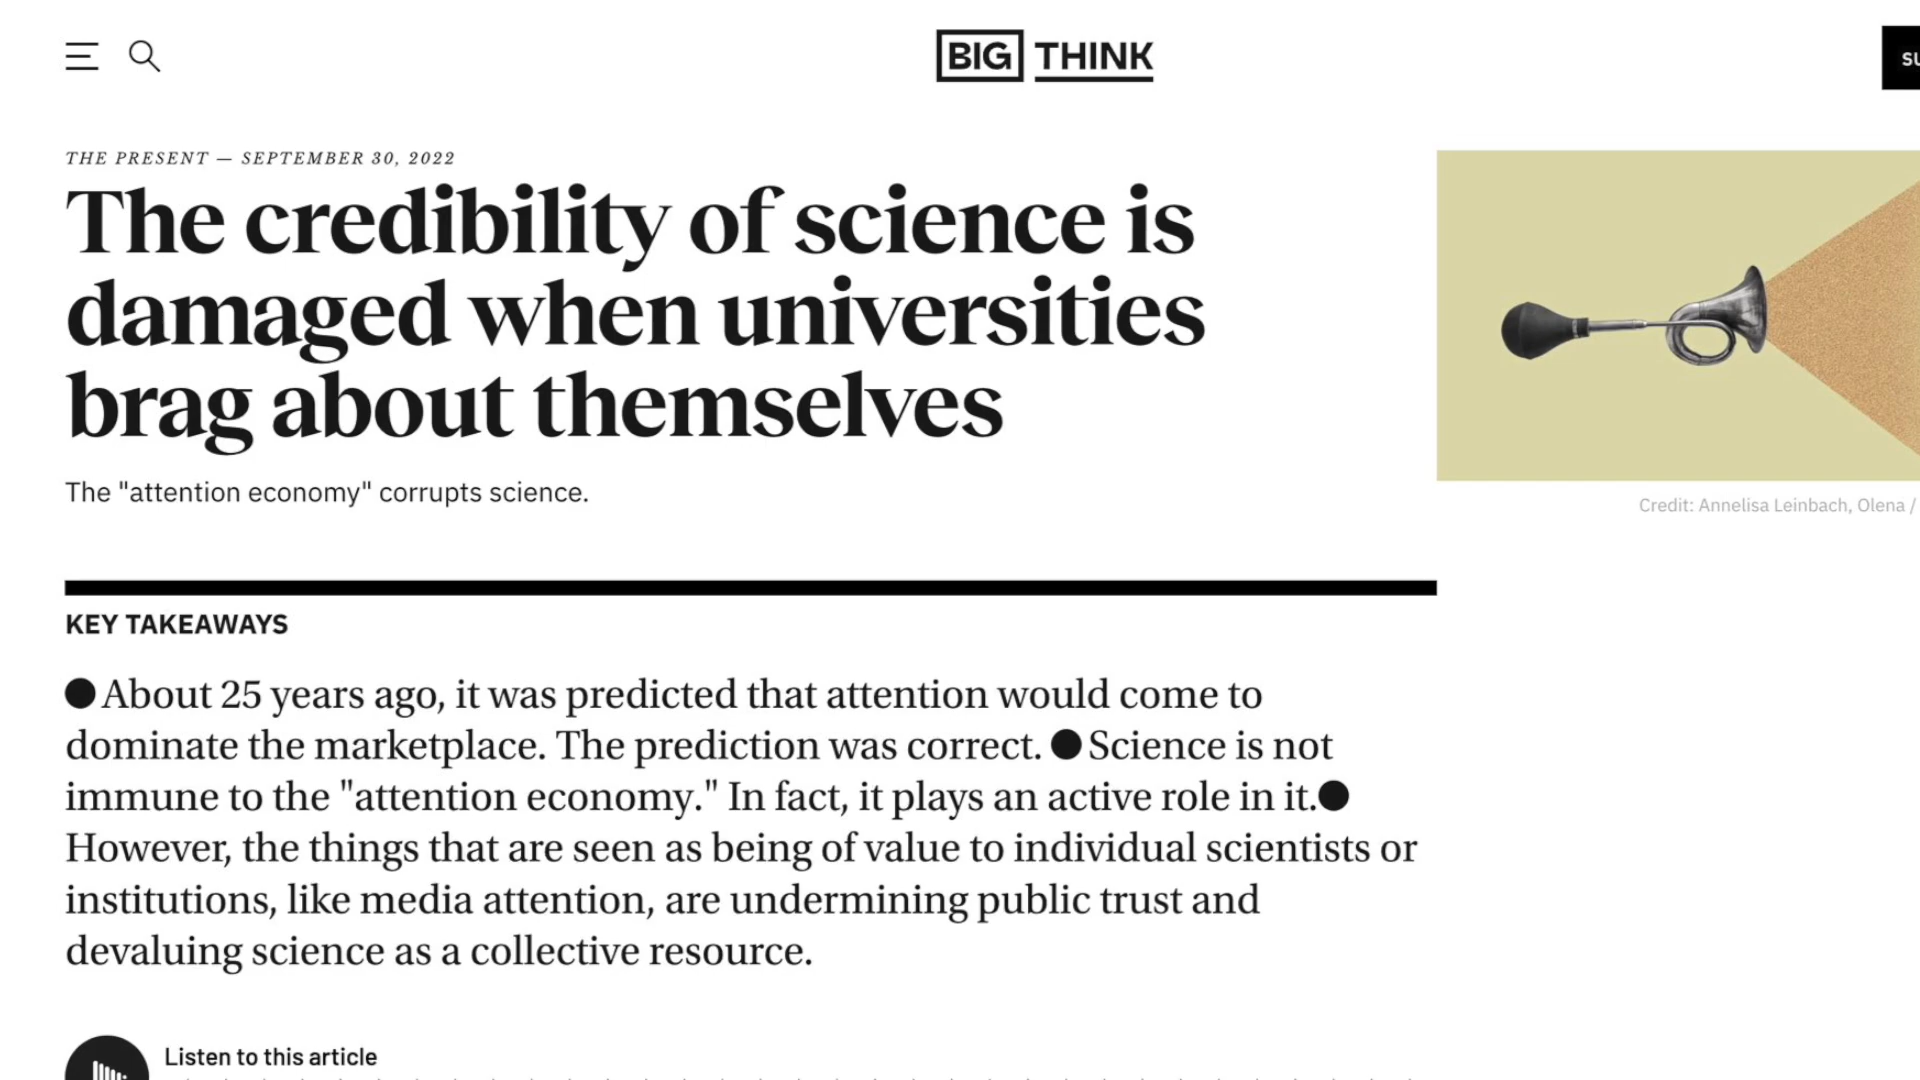 BIG THINK
THE PRESENT — SEPTEMBER 30, 2022
The credibility of science is
damaged when universities
brag about themselves
The "attention economy" corrupts science.
Credit: Annelisa Leinbach, Olena /
KEY TAKEAWAYS
●About 25 years ago, it was predicted that attention would come to
dominate the marketplace. The prediction was correct. ●Science is not
immune to the "attention economy." In fact, it plays an active role in it.●
However, the things that are seen as being of value to individual scientists or
institutions, like media attention, are undermining public trust and
devaluing science as a collective resource.
Listen to this article